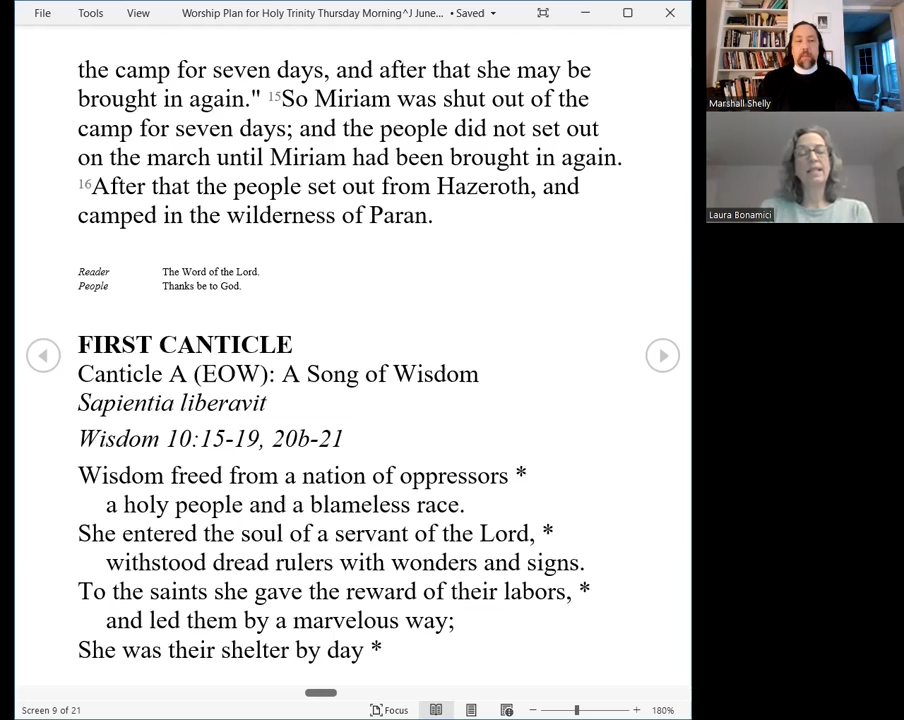 File Tools View Worship Plan for Holy Trinity Thursday Morning^J June... • Saved
the camp for seven days, and after that she may be
brought in again." 15So Miriam was shut out of the
camp for seven days; and the people did not set out
on the march until Miriam had been brought in again.
16After that the people set out from Hazeroth, and
camped in the wilderness of Paran.
Reader The Word of the Lord.
People Thanks be to God.
FIRST CANTICLE
Canticle A (EOW): A Song of Wisdom
Sapientia liberavit
Wisdom 10:15-19, 20b-21
Wisdom freed from a nation of oppressors *
a holy people and a blameless race.
She entered the soul of a servant of the Lord, *
withstood dread rulers with wonders and signs.
To the saints she gave the reward of their labors, *
and led them by a marvelous way;
She was their shelter by day *
Screen 9 of 21 Focus 180%
Marshall Shelly
Laura Bonamici